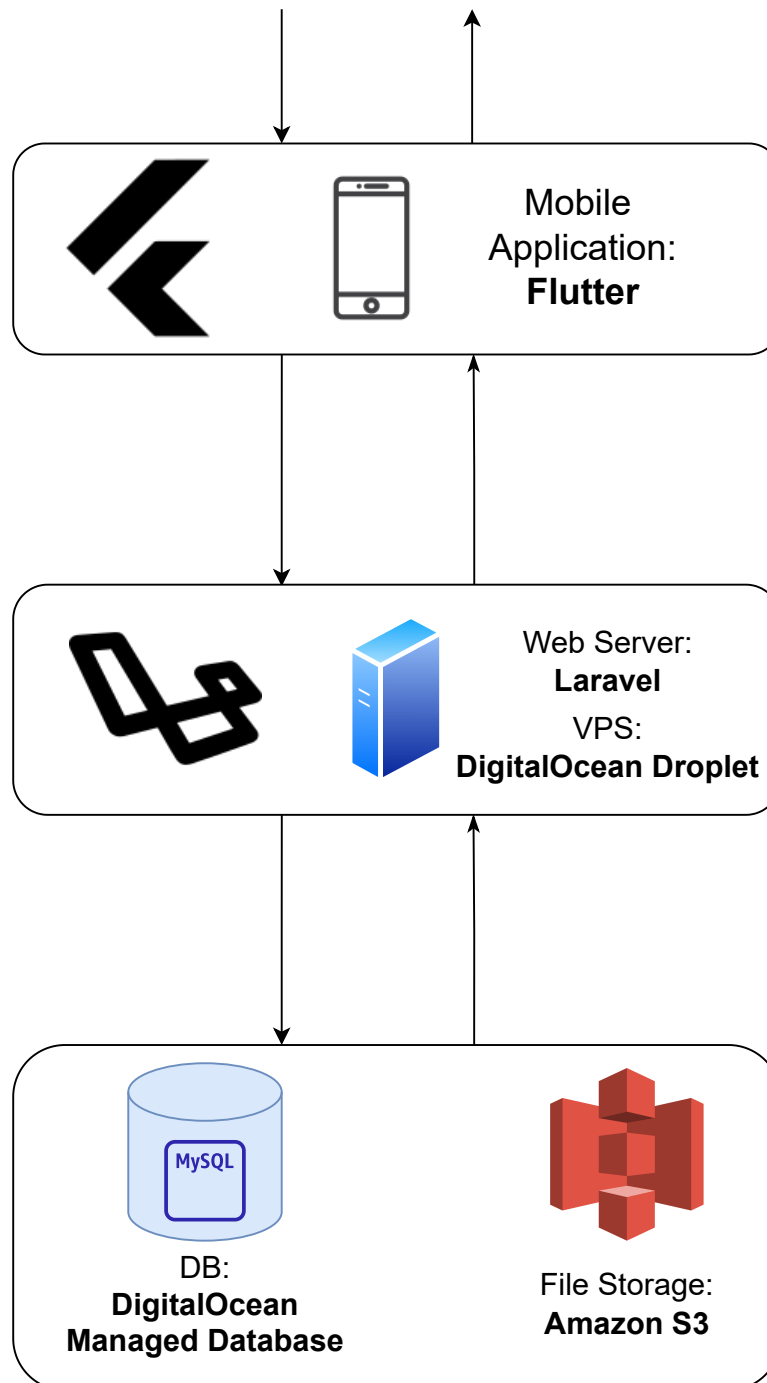 Mobile
Application:
Flutter
Web Server:
Laravel
VPS:
DigitalOcean Droplet
MySQL
DB:
DigitalOcean
Managed Database
File Storage:
Amazon S3